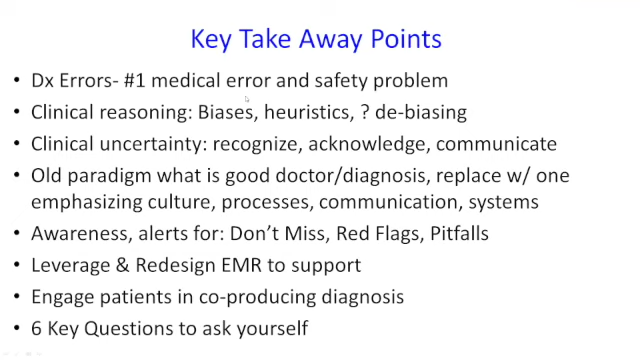 Key Take Away Points
• Dx Errors- #1 medical error and safety problem
• Clinical reasoning: Biases, heuristics, ? de-biasing
• Clinical uncertainty: recognize, acknowledge, communicate
• Old paradigm what is good doctor/diagnosis, replace w/ one
emphasizing culture, processes, communication, systems
• Awareness, alerts for: Don't Miss, Red Flags, Pitfalls
• Leverage & Redesign EMR to support
• Engage patients in co-producing diagnosis
• 6 Key Questions to ask yourself